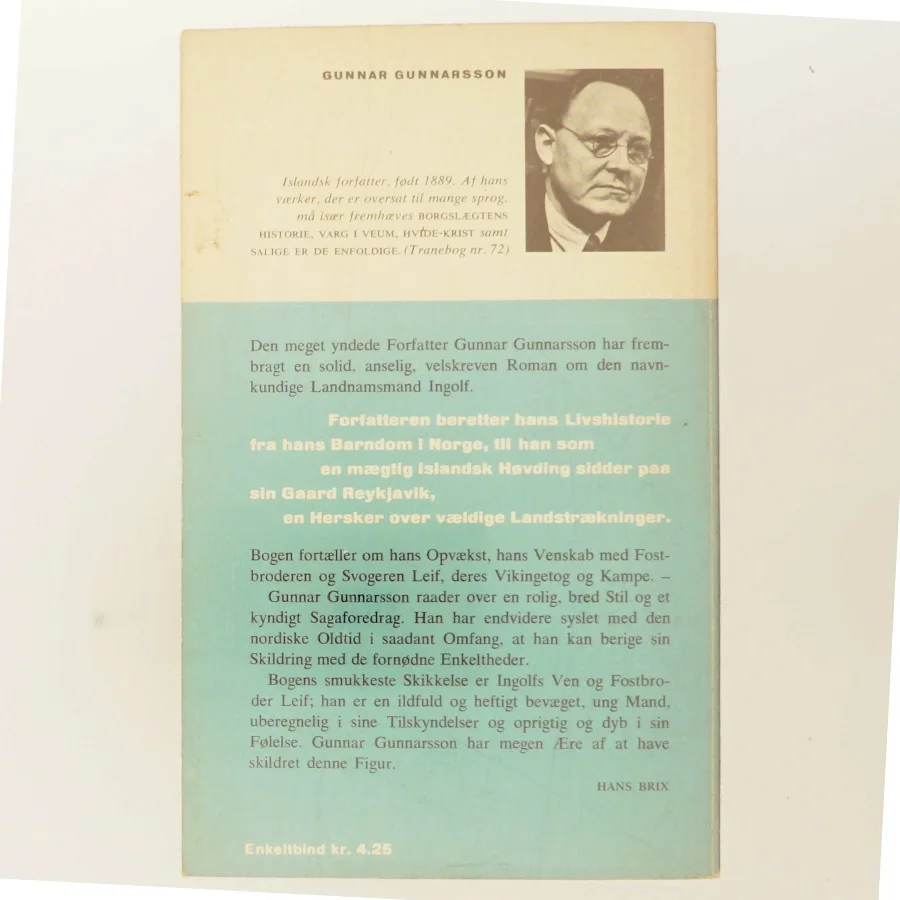 GUNNAR GUNNARSSON
Islandsk forfatter, født 1889. Af hans
værker, der er oversat til mange sprog,
må især fremhæves BORGSLÆGTENS
HISTORIE, VARG I VEUM, HVIDE-KRIST samt
SALIGE ER DE ENFOLDIGE. (Tranebog nr. 72)
Den meget yndede Forfatter Gunnar Gunnarsson har frem-
bragt en solid, anselig, velskreven Roman om den navn-
kundige Landnamsmand Ingolf.
Forfatteren beretter hans Livshistorie
fra hans Barndom i Norge, til han som
en mægtig islandsk Høvding sidder paa
sin Gaard Reykjavik,
en Hersker over vældige Landstrækninger.
Bogen fortæller om hans Opvækst, hans Venskab med Fost-
broderen og Svogeren Leif, deres Vikingetog og Kampe. –
Gunnar Gunnarsson raader over en rolig, bred Stil og et
kyndigt Sagaforedrag. Han har endvidere syslet med den
nordiske Oldtid i saadant Omfang, at han kan berige sin
Skildring med de fornødne Enkeltheder.
Bogens smukkeste Skikkelse er Ingolfs Ven og Fostbro-
der Leif; han er en ildfuld og heftigt bevæget, ung Mand,
uberegnelig i sine Tilskyndelser og oprigtig og dyb i sin
Følelse. Gunnar Gunnarsson har megen Ære af at have
skildret denne Figur.
HANS BRIX
Enkeltbind kr. 4.25